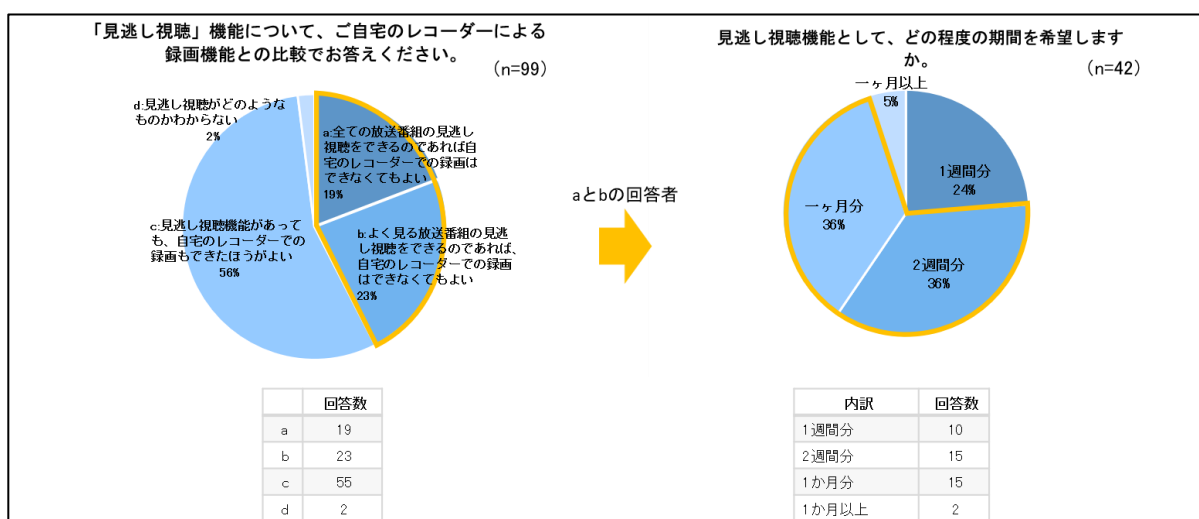 「見逃し視聴」機能について、ご自宅のレコーダーによる
録画機能との比較でお答えください。
(n=99)
d:見逃し視聴がどのような
ものかわからない
2%
a:全ての放送番組の見逃し
視聴をできるのであれば自
宅のレコーダーでの録画は
できなくてもよい
19%
c:見逃し視聴機能があって
も、自宅のレコーダーでの
録画もできたほうがよい
56%
b:よく見る放送番組の見逃
し視聴をできるのであれば、
自宅のレコーダーでの録画
はできなくてもよい
23%
回答数
a 19
b 23
c 55
d 2
aとbの回答者
見逃し視聴機能として、どの程度の期間を希望します
か。
(n=42)
一ヶ月以上
5%
1週間分
24%
一ヶ月分
36%
2週間分
36%
内訳 回答数
1週間分 10
2週間分 15
1か月分 15
1か月以上 2